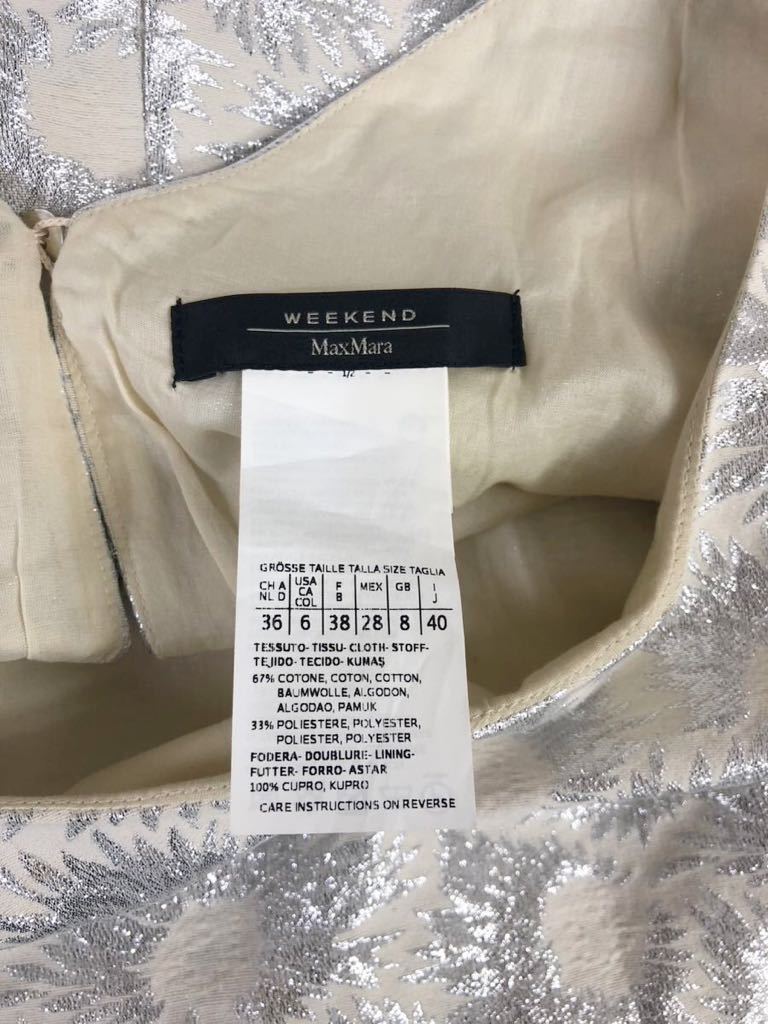 WEEKEND
MaxMara
- - 1/2 - -
GRÖSSE TAILLE TALLA SIZE TAGLIA
CH A NL D USA CA COL F B MEX GB I J
36 6 38 28 8 40
TESSUTO- TISSU- CLOTH- STOFF-
TEJIDO- TECIDO- KUMAŞ
67% COTONE, COTON, COTTON,
BAUMWOLLE, ALGODON,
ALGODAO, PAMUK
33% POLIESTERE, POLYESTER,
POLIESTER, POLYESTER
FODERA- DOUBLURE- LINING-
FUTTER- FORRO- ASTAR
100% CUPRO, KUPRO
CARE INSTRUCTIONS ON REVERSE